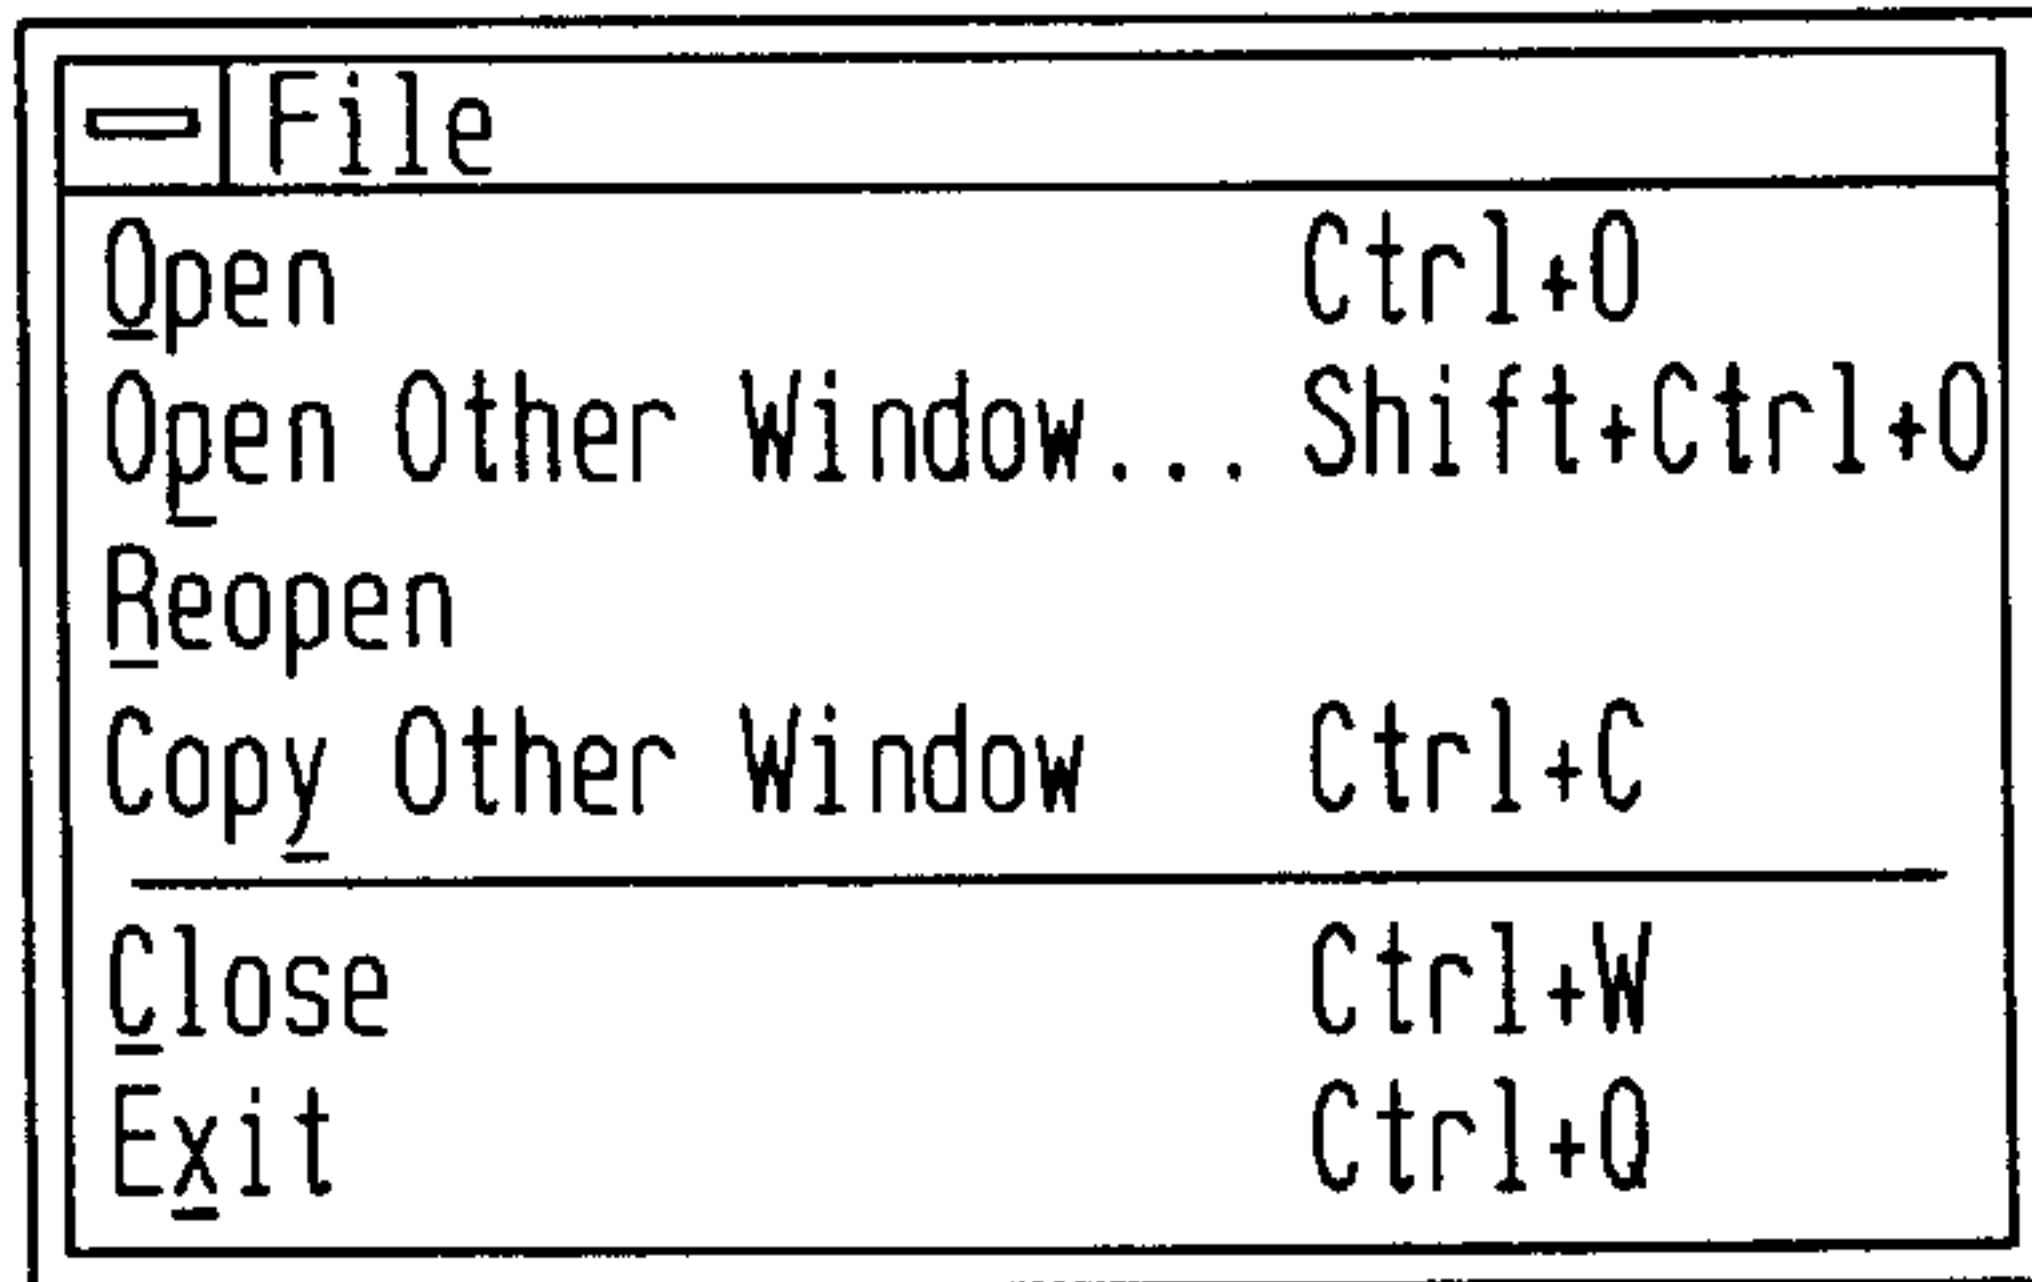 File
Open Ctrl+O
Open Other Window... Shift+Ctrl+O
Reopen
Copy Other Window Ctrl+C
Close Ctrl+W
Exit Ctrl+Q